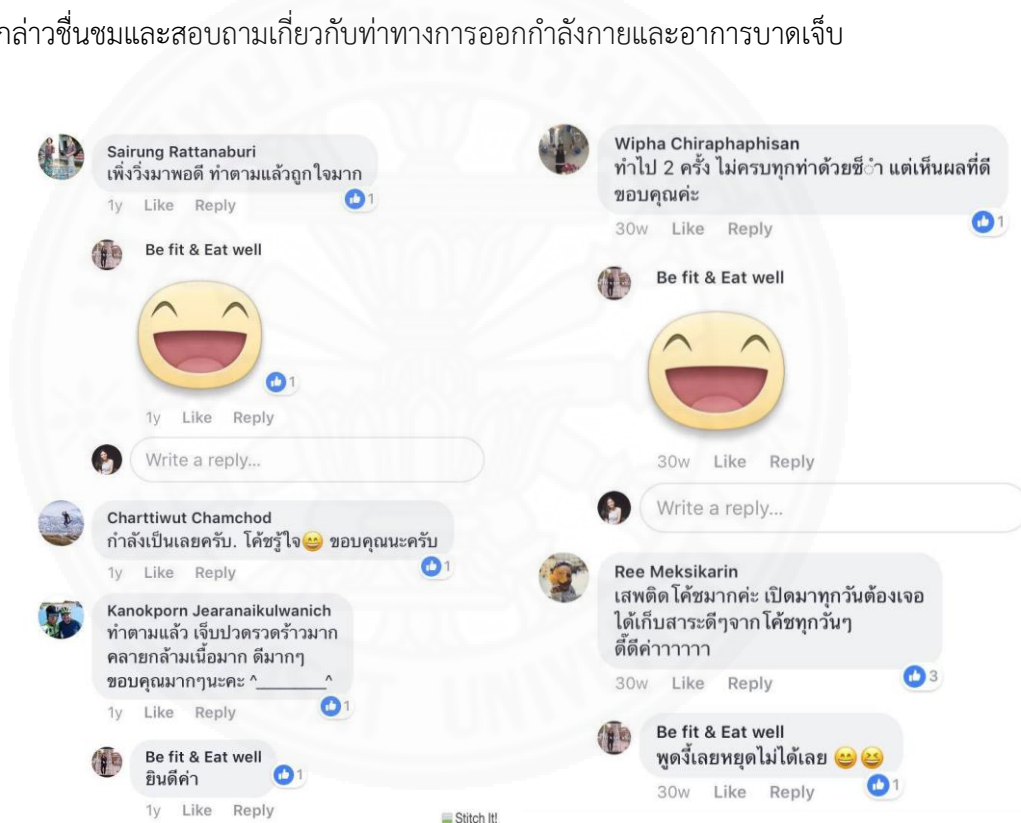 กล่าวชื่นชมและสอบถามเกี่ยวกับท่าทางการออกกำลังกายและอาการบาดเจ็บ
Sairung Rattanaburi
เพิ่งวิ่งมาพอดี ทำตามแล้วถูกใจมาก
1y Like Reply
1
Be fit & Eat well
1
1y Like Reply
Write a reply...
Charttiwut Chamchod
กำลังเป็นเลยครับ. โค้ชรู้ใจ😄 ขอบคุณนะครับ
1y Like Reply
1
Kanokporn Jearanaikulwanich
ทำตามแล้ว เจ็บปวดรวดร้าวมาก
คลายกล้ามเนื้อมาก ดีมากๆ
ขอบคุณมากๆนะคะ ^________^
1y Like Reply
1
Be fit & Eat well
ยินดีค่า
1
1y Like Reply
Wipha Chiraphaphisan
ทำไป 2 ครั้ง ไม่ครบทุกท่าด้วยซ้ำ แต่เห็นผลที่ดี
ขอบคุณค่ะ
30w Like Reply
1
Be fit & Eat well
30w Like Reply
Write a reply...
Ree Meksikarin
เสพติดโค้ชมากค่ะ เปิดมาทุกวันต้องเจอ
ได้เก็บสาระดีๆจากโค้ชทุกวันๆ
ดี๊ดีค่าาาาาา
30w Like Reply
3
Be fit & Eat well
พูดงี้เลยหยุดไม่ได้เลย 😄😆
30w Like Reply
1
Stitch It!